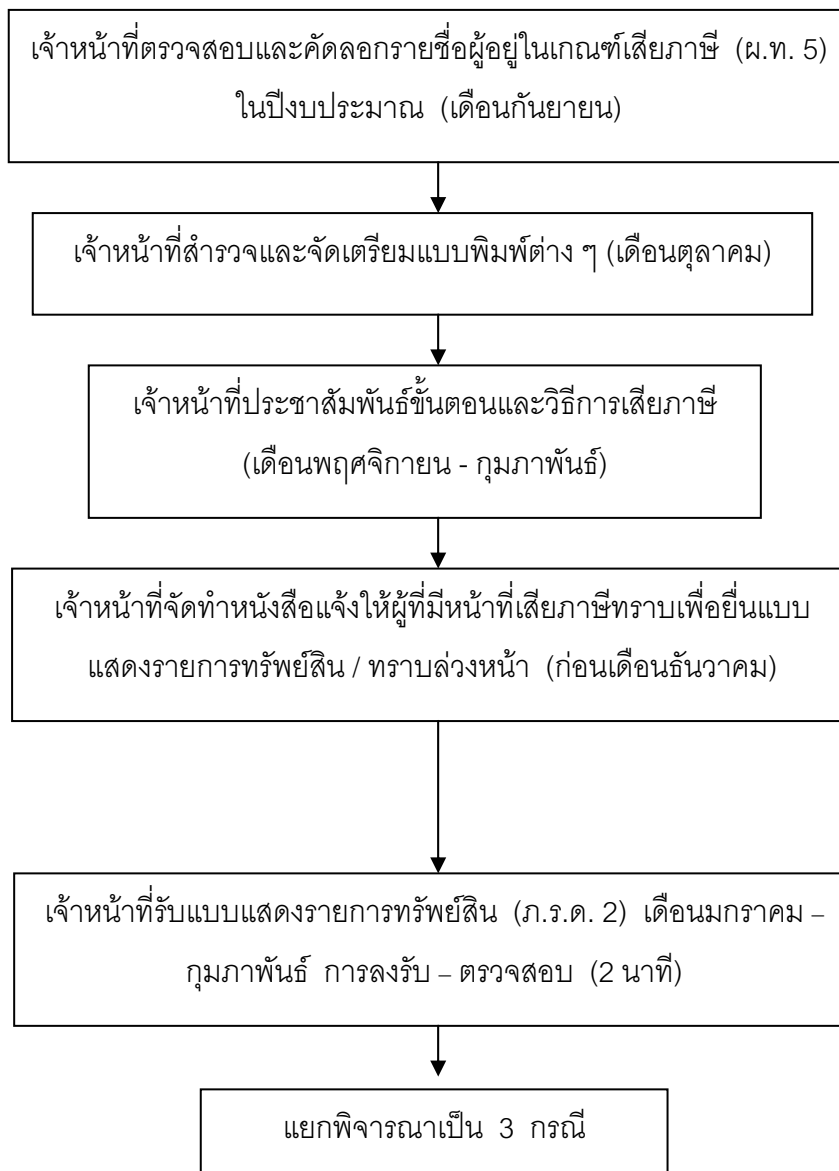 เจ้าหน้าที่ตรวจสอบและคัดลอกรายชื่อผู้อยู่ในเกณฑ์เสียภาษี (ผ.ท. 5)
ในปีงบประมาณ (เดือนกันยายน)
เจ้าหน้าที่สำรวจและจัดเตรียมแบบพิมพ์ต่าง ๆ (เดือนตุลาคม)
เจ้าหน้าที่ประชาสัมพันธ์ขั้นตอนและวิธีการเสียภาษี
(เดือนพฤศจิกายน - กุมภาพันธ์)
เจ้าหน้าที่จัดทำหนังสือแจ้งให้ผู้ที่มีหน้าที่เสียภาษีทราบเพื่อยื่นแบบ
แสดงรายการทรัพย์สิน / ทราบล่วงหน้า (ก่อนเดือนธันวาคม)
เจ้าหน้าที่รับแบบแสดงรายการทรัพย์สิน (ภ.ร.ด. 2) เดือนมกราคม –
กุมภาพันธ์ การลงรับ – ตรวจสอบ (2 นาที)
แยกพิจารณาเป็น 3 กรณี